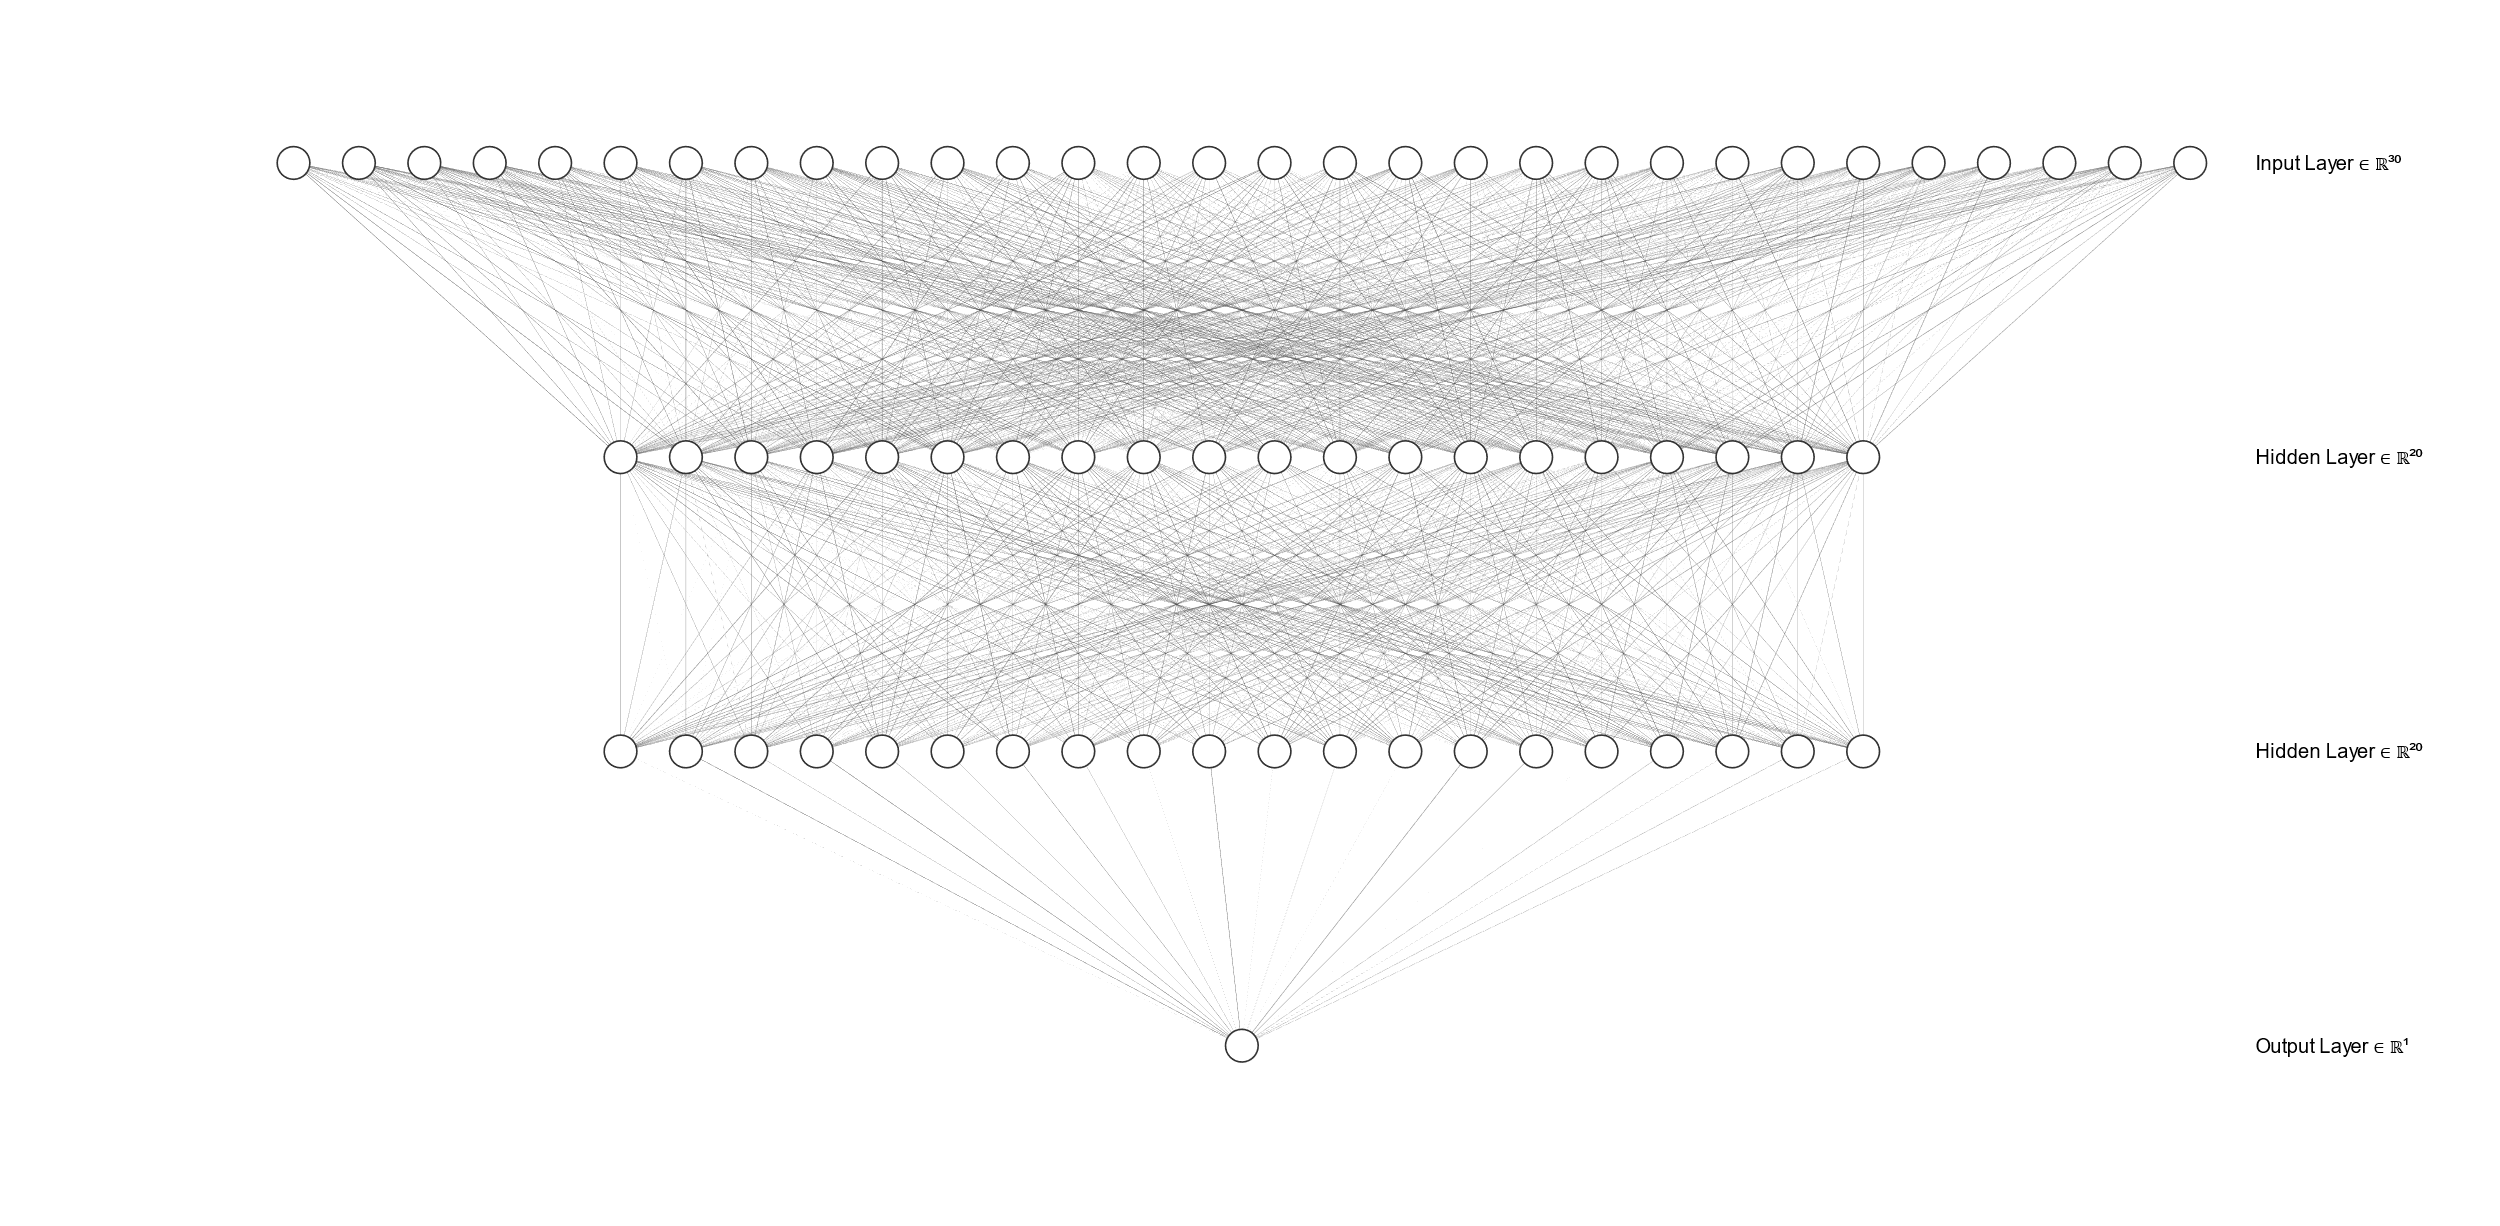 Input Layer ∈ ℝ³⁰
Hidden Layer ∈ ℝ²⁰
Hidden Layer ∈ ℝ²⁰
Output Layer ∈ ℝ¹